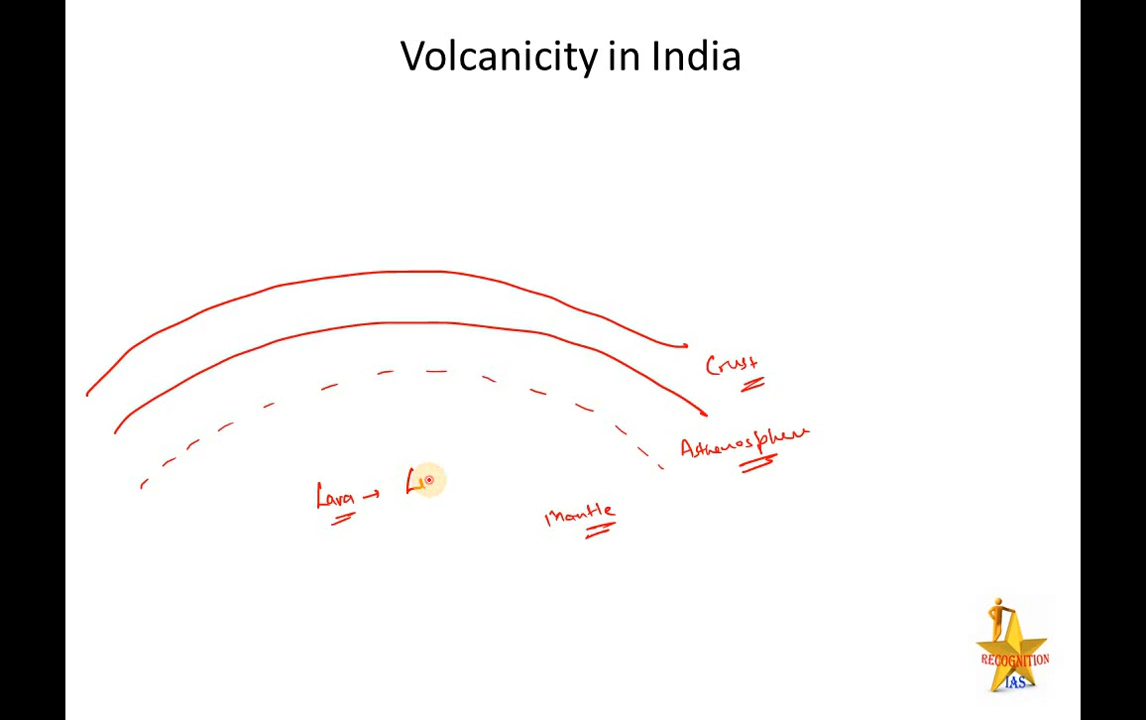 Volcanicity in India
Crust
Asthenosphere
Lava →
Mantle
RECOGNITION
IAS